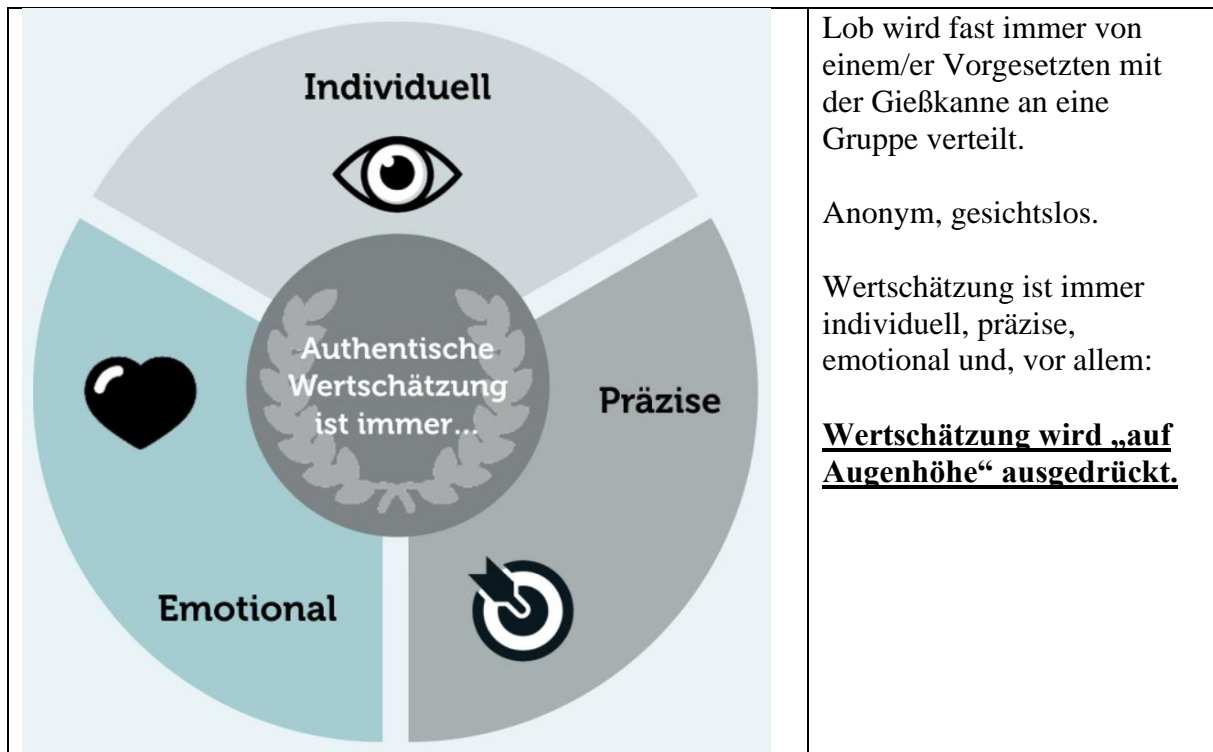 Individuell
Authentische
Wertschätzung
ist immer...
Präzise
Emotional
Lob wird fast immer von
einem/er Vorgesetzten mit
der Gießkanne an eine
Gruppe verteilt.
Anonym, gesichtslos.
Wertschätzung ist immer
individuell, präzise,
emotional und, vor allem:
Wertschätzung wird „auf
Augenhöhe“ ausgedrückt.